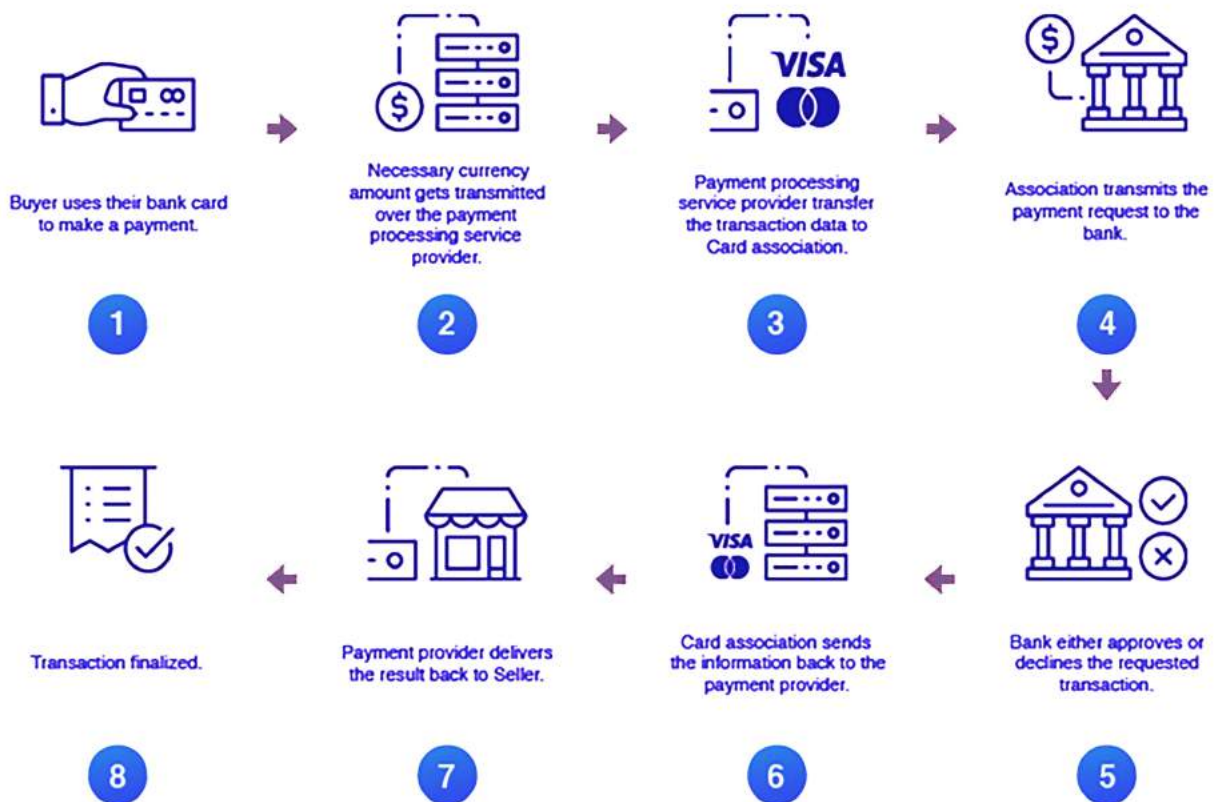 VISA
Buyer uses their bank card
to make a payment.
1
Necessary currency
amount gets transmitted
over the payment
processing service
provider.
2
Payment processing
service provider transfer
the transaction data to
Card association.
3
Association transmits the
payment request to the
bank.
4
Bank either approves or
declines the requested
transaction.
5
VISA
Card association sends
the information back to the
payment provider.
6
Payment provider delivers
the result back to Seller.
7
Transaction finalized.
8